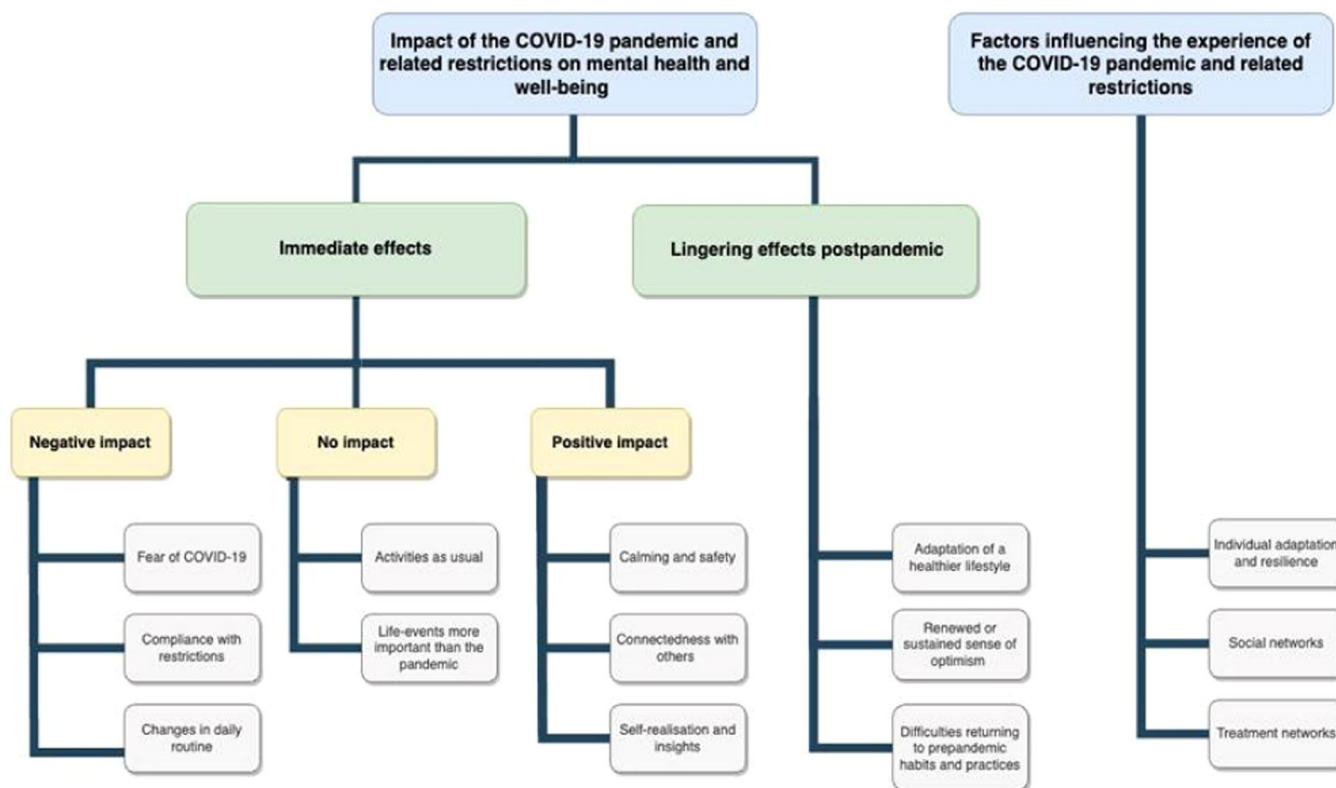 Impact of the COVID-19 pandemic and
related restrictions on mental health and
well-being
Factors influencing the experience of
the COVID-19 pandemic and related
restrictions
Immediate effects
Lingering effects postpandemic
Negative impact
No impact
Positive impact
Fear of COVID-19
Compliance with
restrictions
Changes in daily
routine
Activities as usual
Life-events more
important than the
pandemic
Calming and safety
Connectedness with
others
Self-realisation and
insights
Adaptation of a
healthier lifestyle
Renewed or
sustained sense of
optimism
Difficulties returning
to prepandemic
habits and practices
Individual adaptation
and resilience
Social networks
Treatment networks